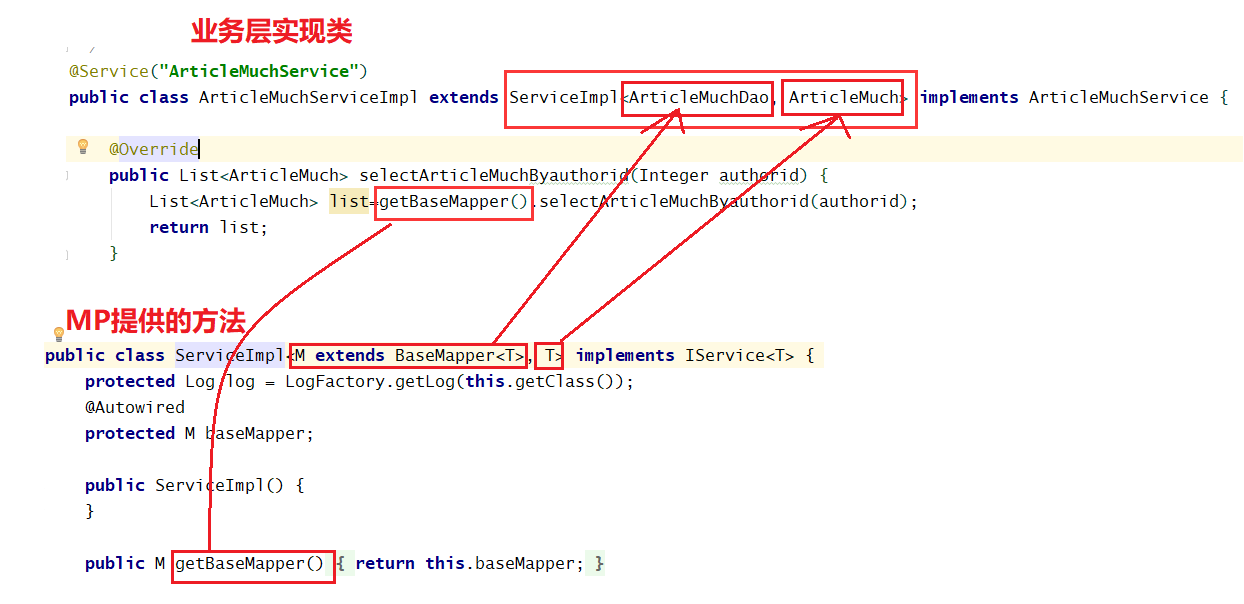 业务层实现类
@Service("ArticleMuchService")
public class ArticleMuchServiceImpl extends ServiceImpl<ArticleMuchDao, ArticleMuch> implements ArticleMuchService {
@Override
public List<ArticleMuch> selectArticleMuchByauthorid(Integer authorid) {
List<ArticleMuch> list=getBaseMapper().selectArticleMuchByauthorid(authorid);
return list;
}
MP提供的方法
public class ServiceImpl<M extends BaseMapper<T>, T> implements IService<T> {
protected Log log = LogFactory.getLog(this.getClass());
@Autowired
protected M baseMapper;
public ServiceImpl() {
}
public M getBaseMapper() { return this.baseMapper; }